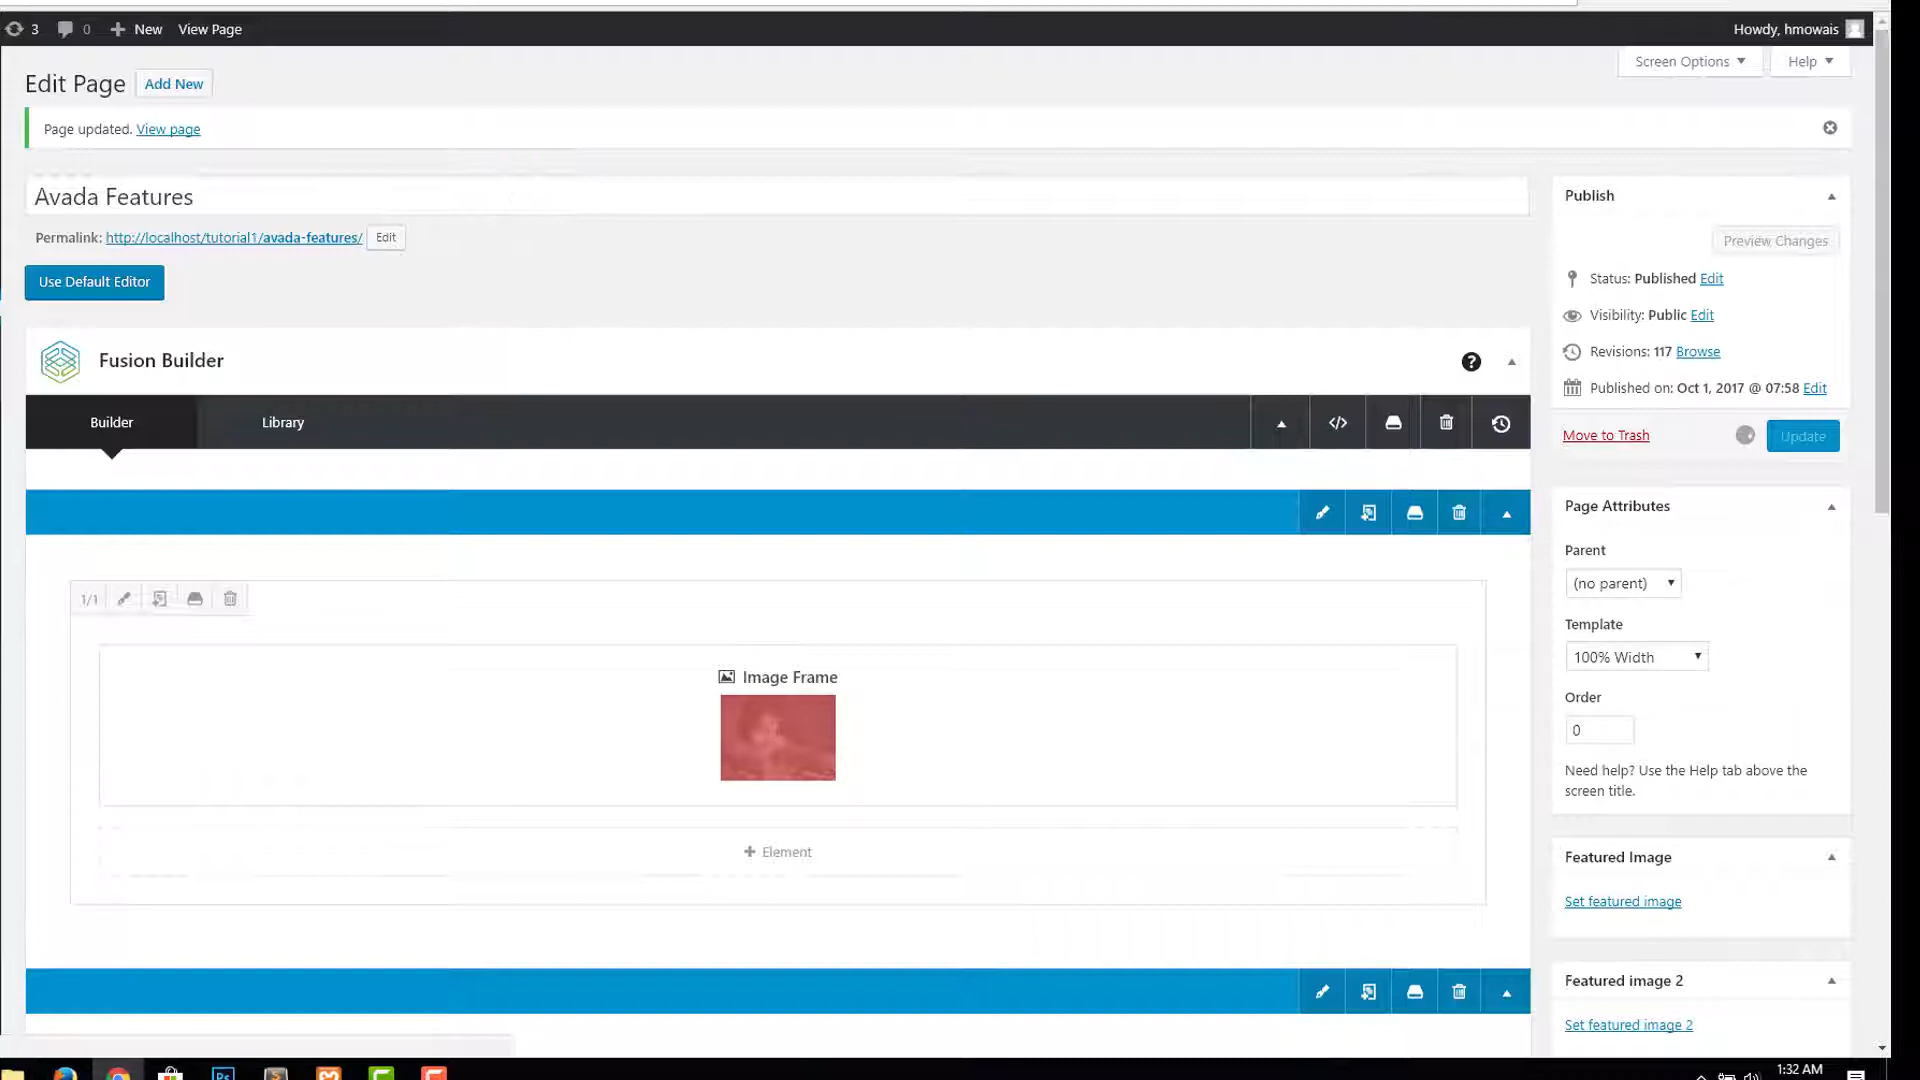 3 0 New View Page Howdy, hmowais
Screen Options Help
Edit Page Add New
Page updated. View page
Avada Features
Permalink: http://localhost/tutorial1/avada-features/ Edit
Use Default Editor
Fusion Builder
Builder Library
1/1
Image Frame
Element
Publish
Preview Changes
Status: Published Edit
Visibility: Public Edit
Revisions: 117 Browse
Published on: Oct 1, 2017 @ 07:58 Edit
Move to Trash Update
Page Attributes
Parent
(no parent)
Template
100% Width
Order
0
Need help? Use the Help tab above the
screen title.
Featured Image
Set featured image
Featured image 2
Set featured image 2
Ps
1:32 AM